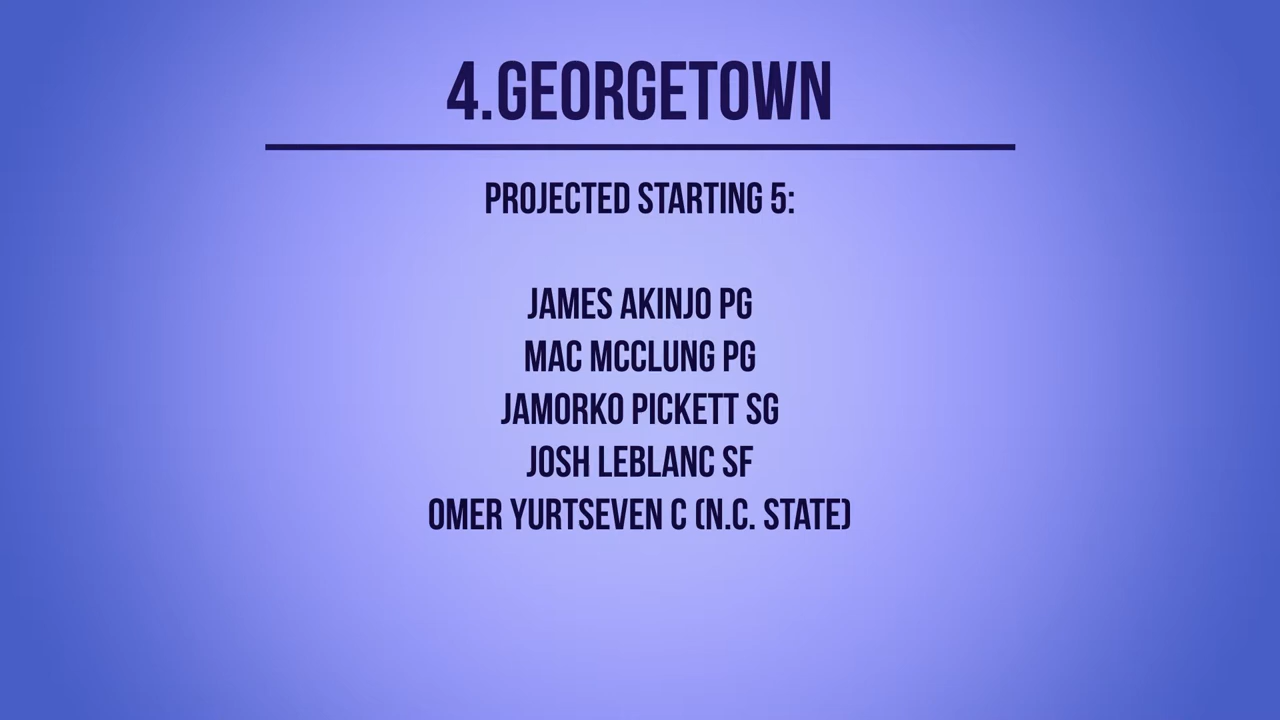 4.GEORGETOWN
PROJECTED STARTING 5:
JAMES AKINJO PG
MAC MCCLUNG PG
JAMORKO PICKETT SG
JOSH LEBLANC SF
OMER YURTSEVEN C (N.C. STATE)